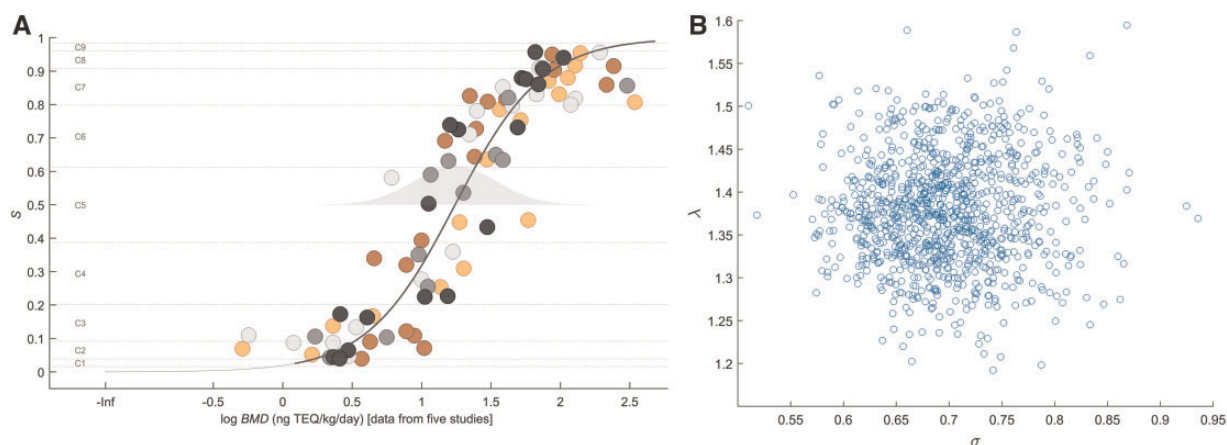 A
1
0.9
0.8
0.7
0.6
0.5
0.4
0.3
0.2
0.1
0
S
C9
C8
C7
C6
C5
C4
C3
C2
C1
-Inf
-0.5
0
0.5
1
1.5
2
2.5
log BMD (ng TEQ/kg/day) [data from five studies]
B
1.6
1.55
1.5
1.45
1.4
1.35
1.3
1.25
1.2
λ
0.55
0.6
0.65
0.7
0.75
0.8
0.85
0.9
0.95
σ